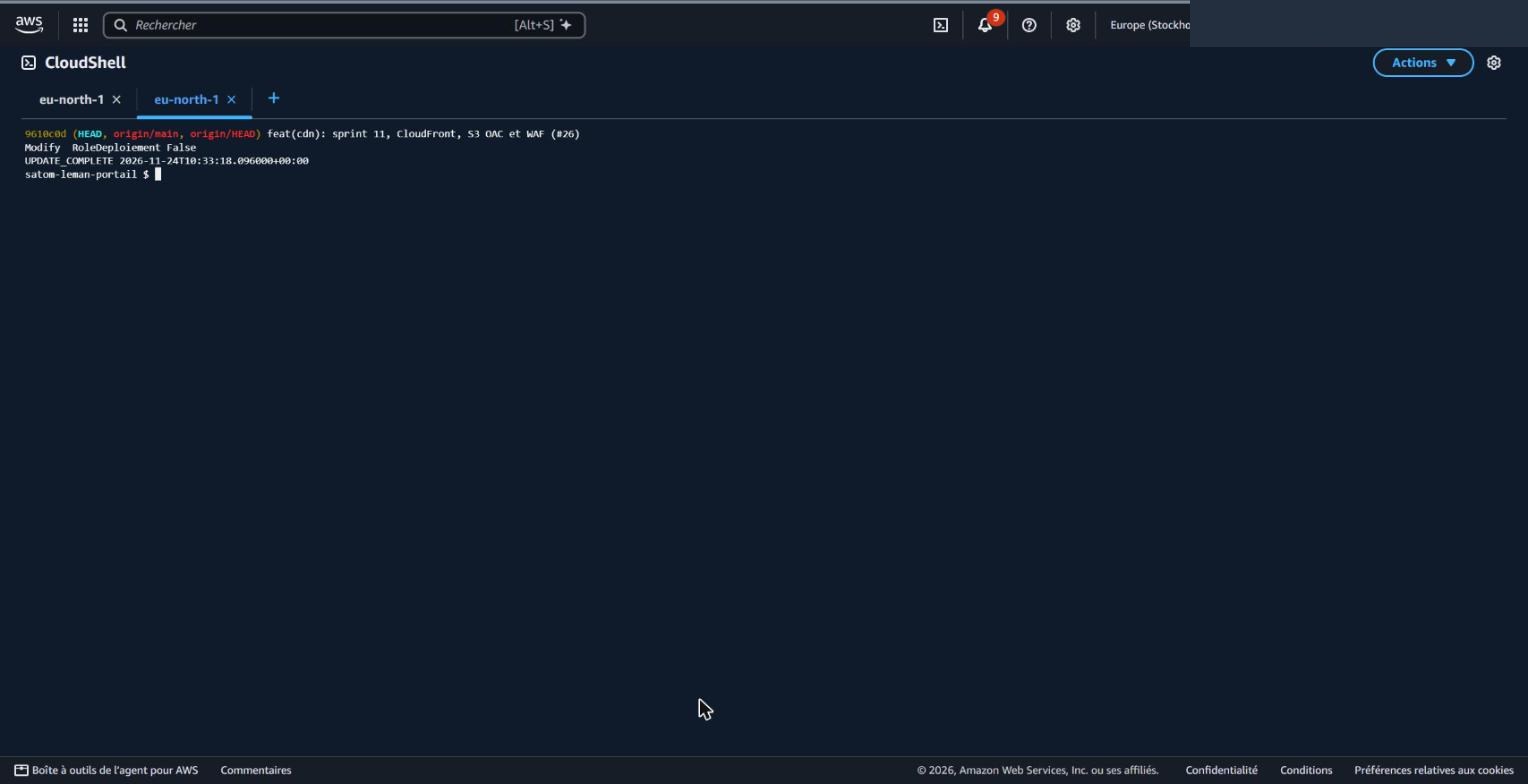 aws
Rechercher [Alt+S]
9
Europe (Stockho
CloudShell
Actions
eu-north-1
eu-north-1
9610c0d (HEAD, origin/main, origin/HEAD) feat(cdn): sprint 11, CloudFront, S3 OAC et WAF (#26)
Modify  RoleDeploiement False
UPDATE_COMPLETE 2026-11-24T10:33:18.096000+00:00
satom-leman-portail $
Boîte à outils de l'agent pour AWS
Commentaires
© 2026, Amazon Web Services, Inc. ou ses affiliés.
Confidentialité
Conditions
Préférences relatives aux cookies